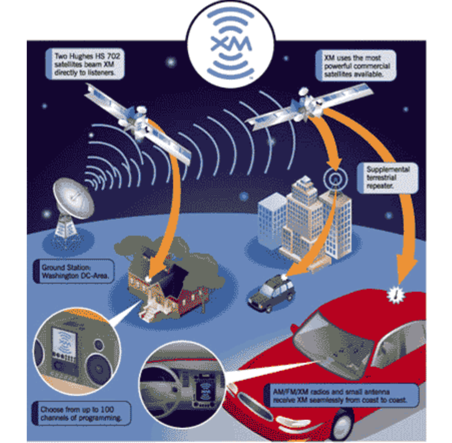 XM
Two Hughes HS 702
satellites beam XM
directly to listeners.
XM uses the most
powerful commercial
satellites available.
Supplemental
terrestrial
repeater.
Ground Station:
Washington DC-Area.
Choose from up to 100
channels of programming.
AM/FM/XM radios and small antenna
receive XM seamlessly from coast to coast.